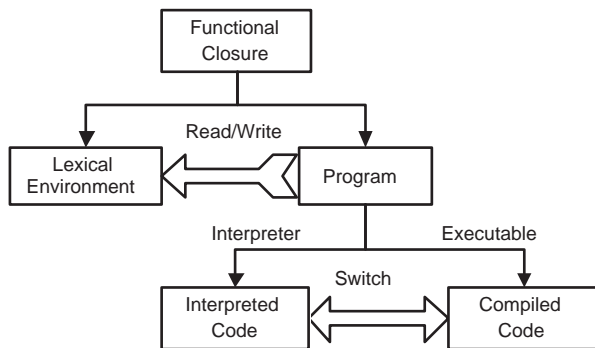 Functional
Closure
Read/Write
Lexical
Environment
Program
Interpreter
Executable
Switch
Interpreted
Code
Compiled
Code